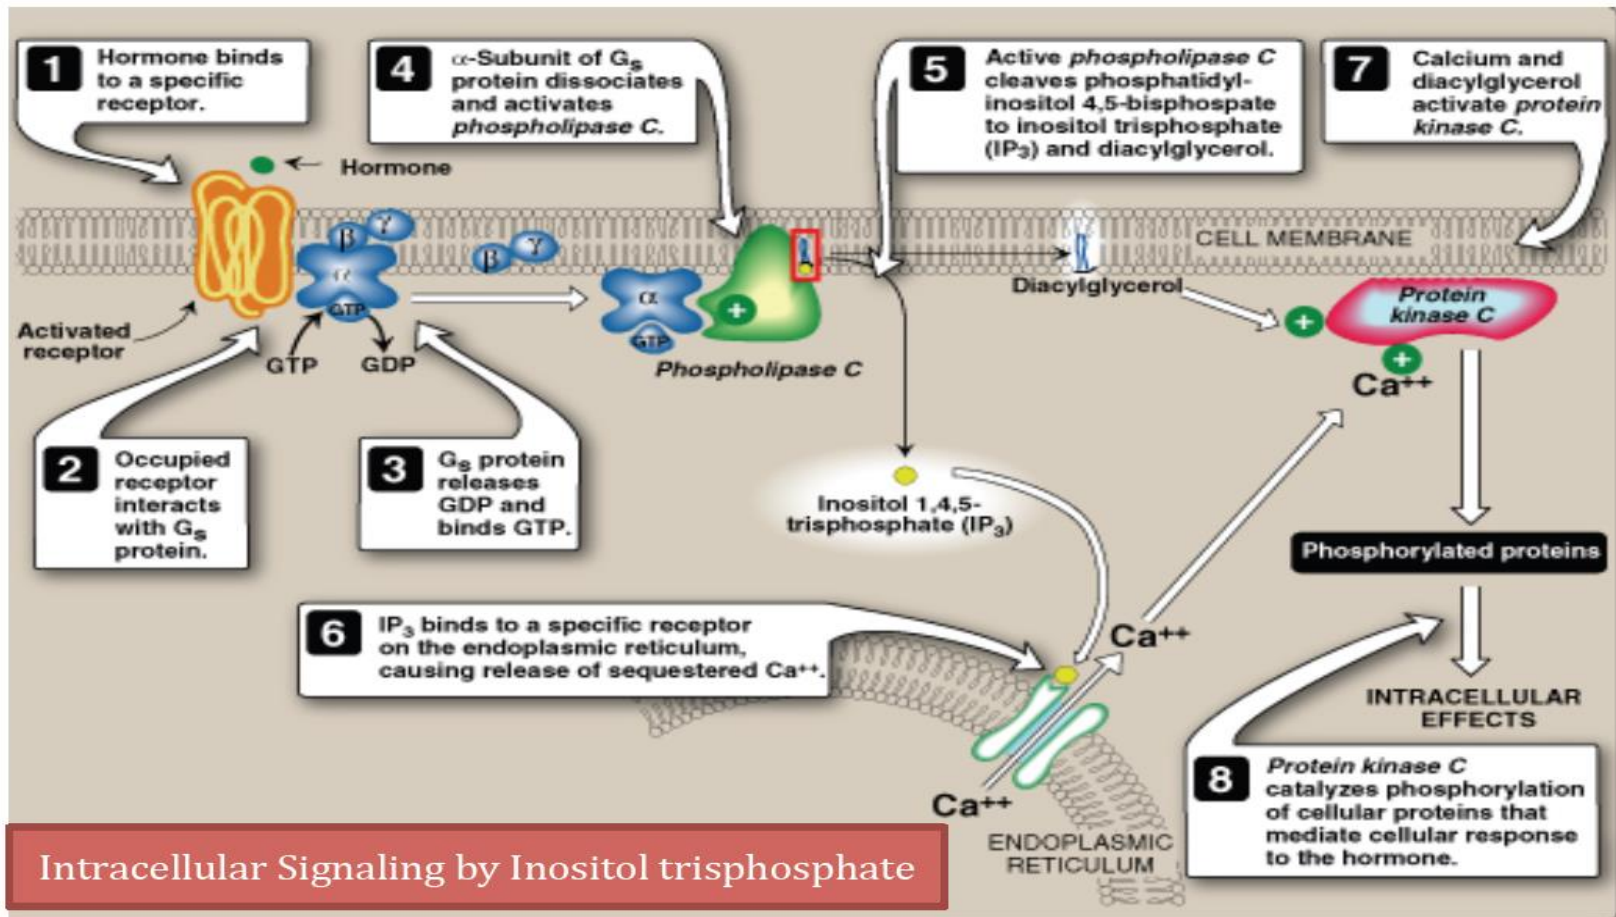 1
Hormone binds
to a specific
receptor.
4
α-Subunit of Gs
protein dissociates
and activates
phospholipase C.
5
Active phospholipase C
cleaves phosphatidyl-
inositol 4,5-bisphospate
to inositol trisphosphate
(IP3) and diacylglycerol.
7
Calcium and
diacylglycerol
activate protein
kinase C.
Hormone
β γ
α
GTP
β γ
α
GTP
+
CELL MEMBRANE
Diacylglycerol
+
Protein
kinase C
+
Ca++
Activated
receptor
GTP
GDP
Phospholipase C
2
Occupied
receptor
interacts
with Gs
protein.
3
Gs protein
releases
GDP and
binds GTP.
Inositol 1,4,5-
trisphosphate (IP3)
Phosphorylated proteins
6
IP3 binds to a specific receptor
on the endoplasmic reticulum,
causing release of sequestered Ca++.
Ca++
INTRACELLULAR
EFFECTS
8
Protein kinase C
catalyzes phosphorylation
of cellular proteins that
mediate cellular response
to the hormone.
Ca++
ENDOPLASMIC
RETICULUM
Intracellular Signaling by Inositol trisphosphate